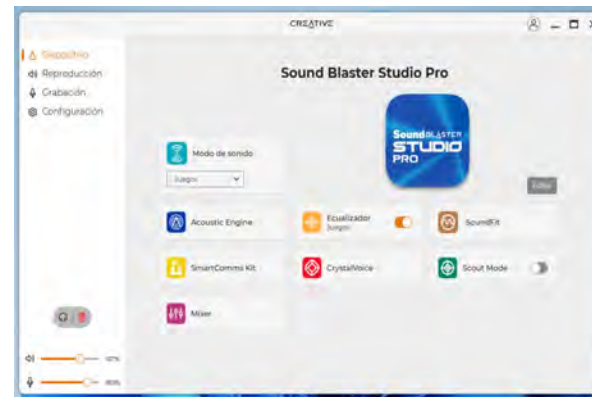 CREATIVE
Dispositivo
Reproducción
Grabación
Configuración
Sound Blaster Studio Pro
Sound BLASTER
STUDIO
PRO
Modo de sonido
Juegos
Editar
Acoustic Engine
Ecualizador
Juegos
SoundFit
SmartComms Kit
CrystalVoice
Scout Mode
Mixer